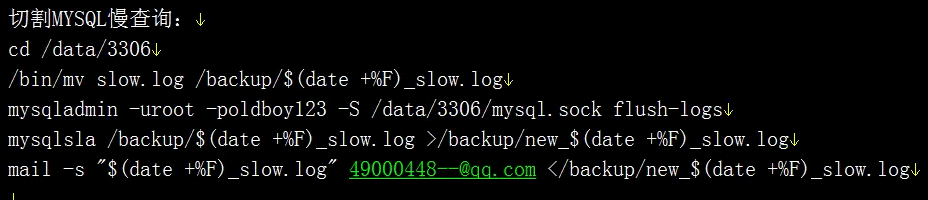 切割MYSQL慢查询：↓
cd /data/3306↓
/bin/mv slow.log /backup/$(date +%F)_slow.log↓
mysqladmin -uroot -poldboy123 -S /data/3306/mysql.sock flush-logs↓
mysqlsla /backup/$(date +%F)_slow.log >/backup/new_$(date +%F)_slow.log↓
mail -s "$(date +%F)_slow.log" 49000448--@qq.com </backup/new_$(date +%F)_slow.log↓